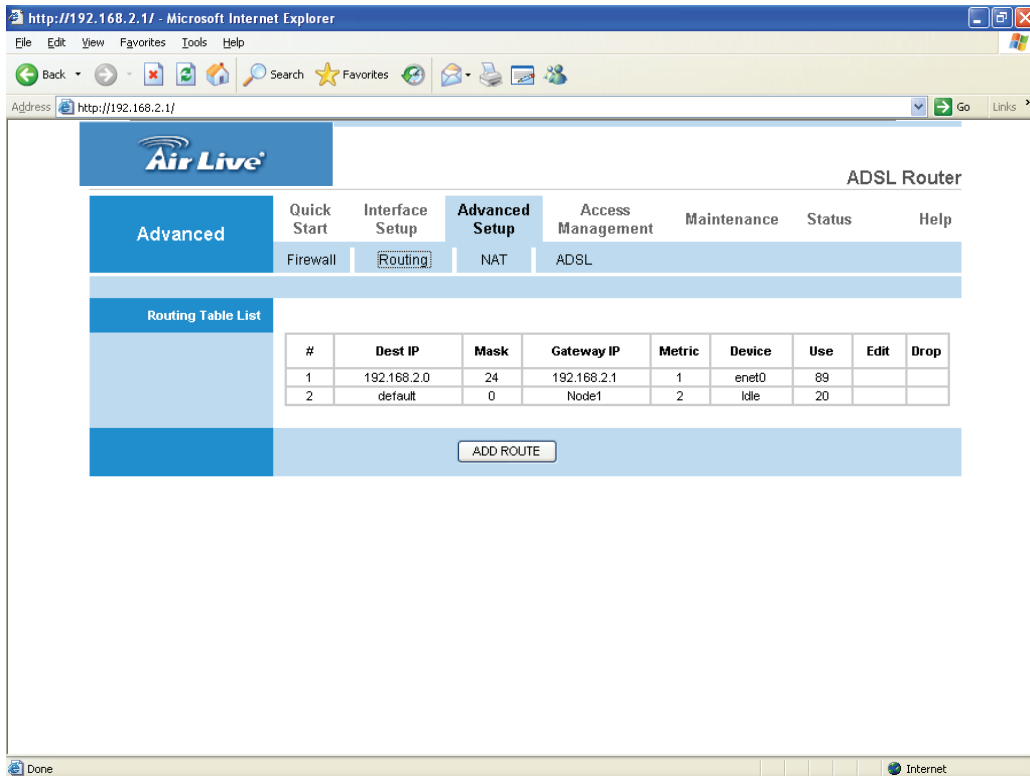 http://192.168.2.1/ - Microsoft Internet Explorer
File Edit View Favorites Tools Help
Back Search Favorites
Address http://192.168.2.1/ Go Links
Air Live
ADSL Router
Advanced
Quick Start Interface Setup Advanced Setup Access Management Maintenance Status Help
Firewall Routing NAT ADSL
Routing Table List
# Dest IP Mask Gateway IP Metric Device Use Edit Drop
1 192.168.2.0 24 192.168.2.1 1 enet0 89
2 default 0 Node1 2 Idle 20
ADD ROUTE
Done Internet